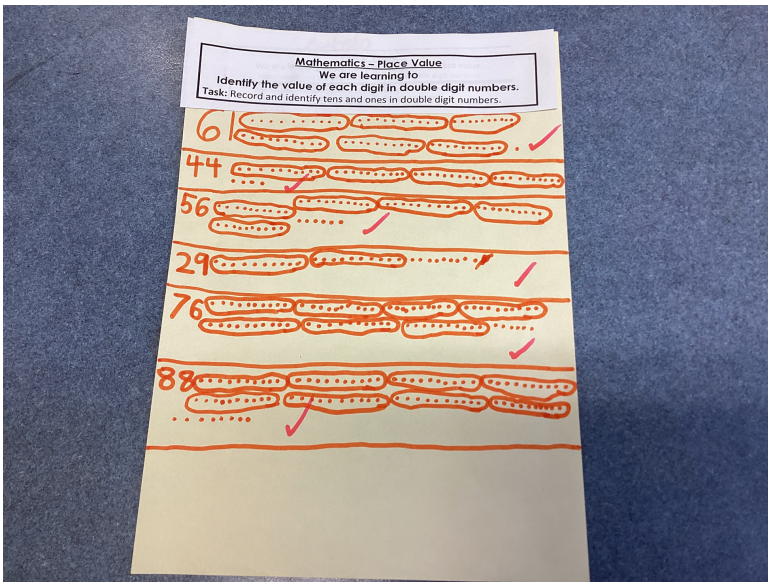 Mathematics – Place Value
We are learning to
Identify the value of each digit in double digit numbers.
Task: Record and identify tens and ones in double digit numbers.
61
44
56
29
76
88